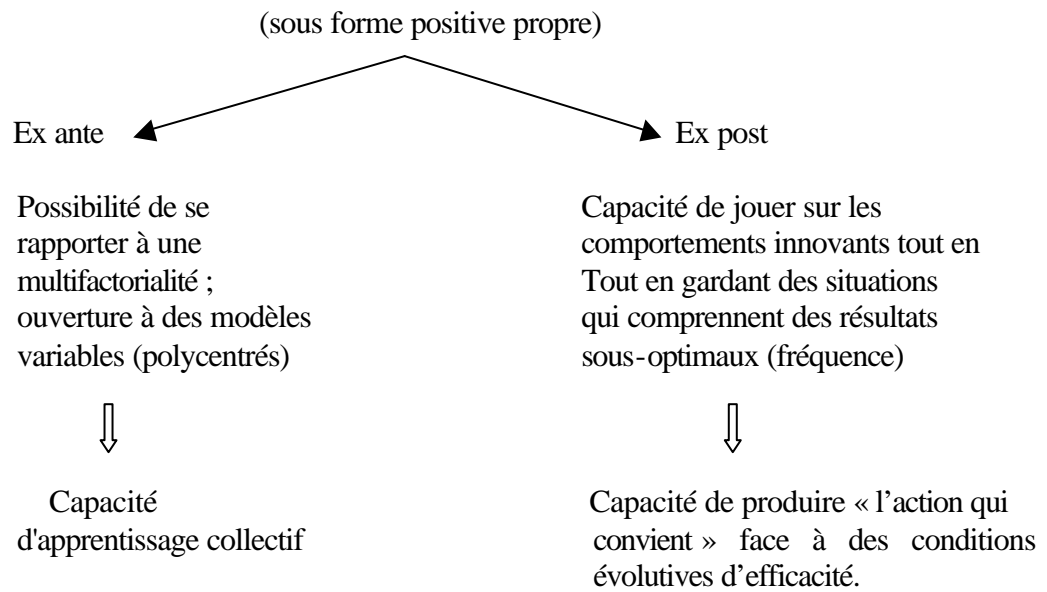 (sous forme positive propre)
Ex ante
Ex post
Possibilité de se
rapporter à une
multifactorialité ;
ouverture à des modèles
variables (polycentrés)
Capacité de jouer sur les
comportements innovants tout en
Tout en gardant des situations
qui comprennent des résultats
sous-optimaux (fréquence)
Capacité
d'apprentissage collectif
Capacité de produire « l’action qui
convient » face à des conditions
évolutives d’efficacité.